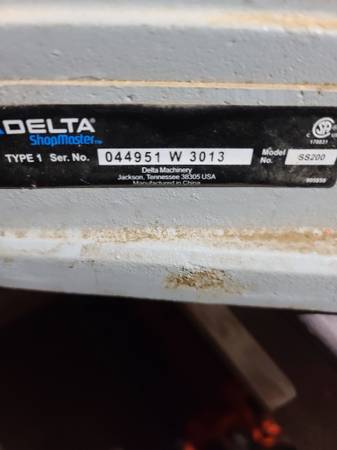 DELTA
ShopMaster™
TYPE 1 Ser. No. 044951 W 3013
Model No. SS200
Delta Machinery
Jackson, Tennessee 38305 USA
Manufactured in China